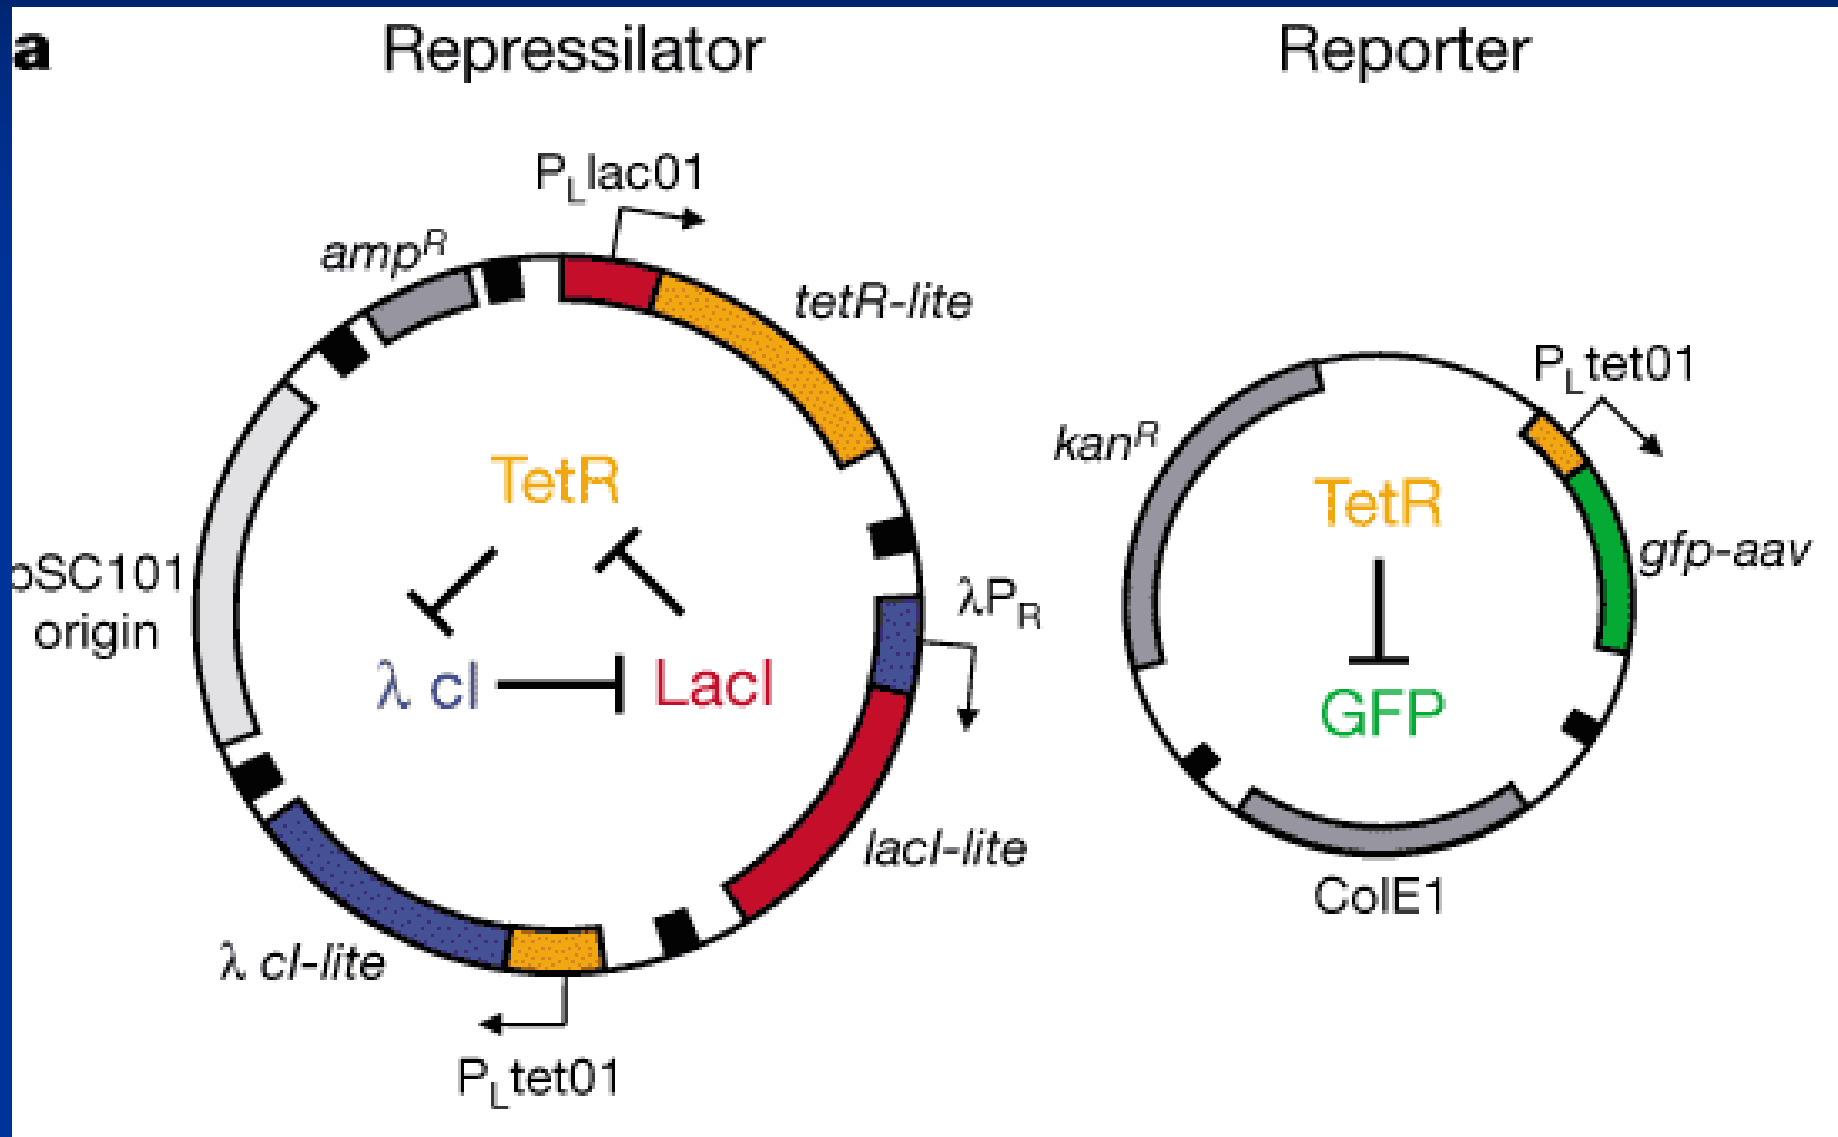 a
Repressilator
Reporter
PLlac01
ampR
tetR-lite
PLtet01
kanR
TetR
TetR
gfp-aav
pSC101
origin
λPR
λ cI
LacI
GFP
lacI-lite
ColE1
λ cI-lite
PLtet01